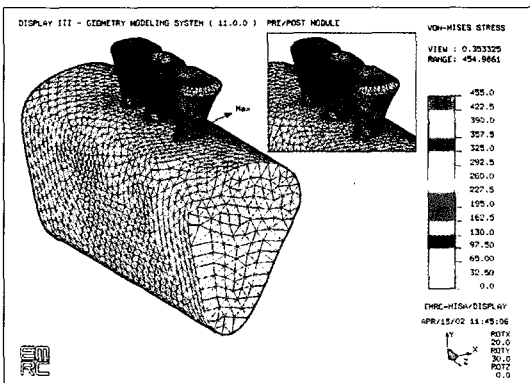 DISPLAY III - GEOMETRY MODELING SYSTEM ( 11.0.0 ) PRE/POST MODULE
Max
VON-MISES STRESS
VIEW : 0.353325
RANGE: 454.9861
455.0
422.5
390.0
357.5
325.0
292.5
260.0
227.5
195.0
162.5
130.0
97.50
65.00
32.50
0.0
EMRC-NISA/DISPLAY
APR/15/02 11:45:06
Y
X
Z
ROTX
20.0
ROTY
30.0
ROTZ
0.0
EMRC